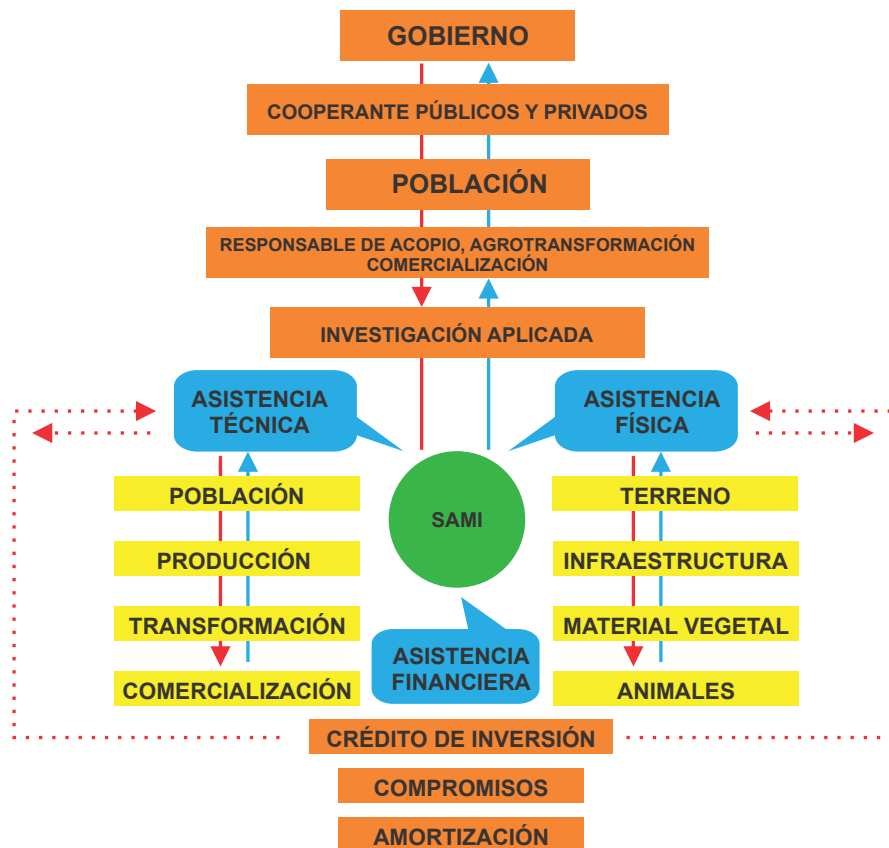 GOBIERNO
COOPERANTE PÚBLICOS Y PRIVADOS
POBLACIÓN
RESPONSABLE DE ACOPIO, AGROTRANSFORMACIÓN
COMERCIALIZACIÓN
INVESTIGACIÓN APLICADA
ASISTENCIA
TÉCNICA
ASISTENCIA
FÍSICA
POBLACIÓN
PRODUCCIÓN
TRANSFORMACIÓN
COMERCIALIZACIÓN
SAMI
TERRENO
INFRAESTRUCTURA
MATERIAL VEGETAL
ANIMALES
ASISTENCIA
FINANCIERA
CRÉDITO DE INVERSIÓN
COMPROMISOS
AMORTIZACIÓN